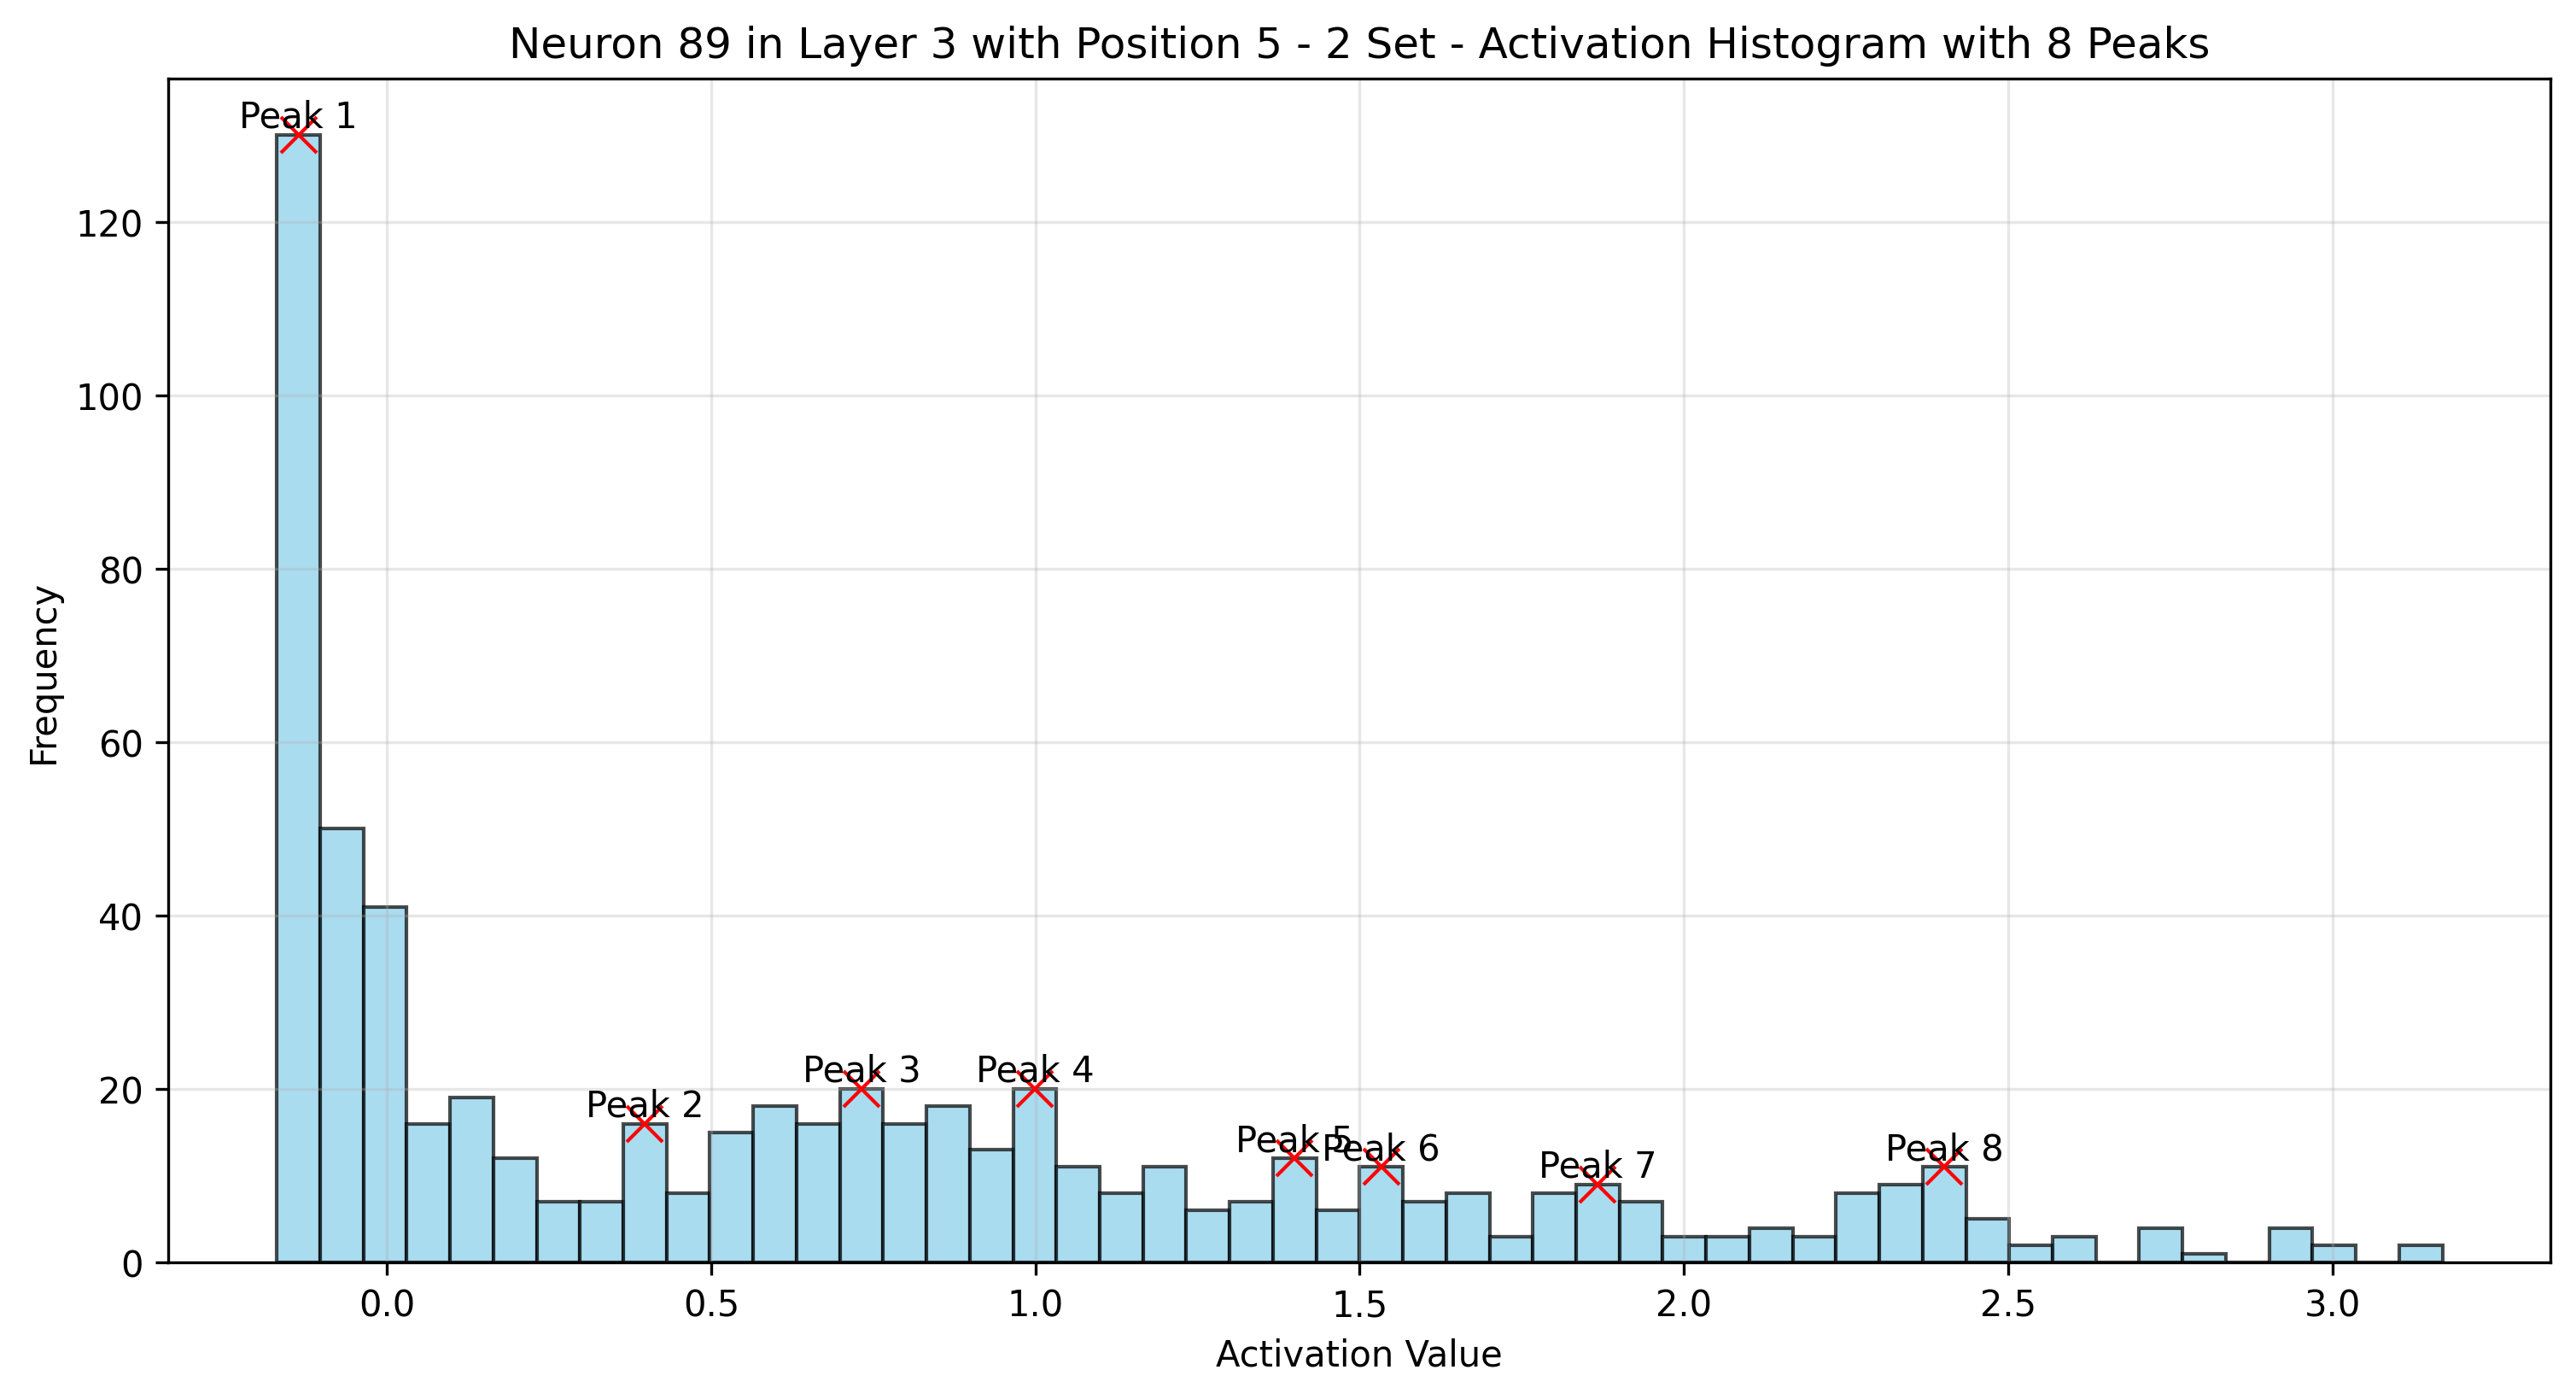 Neuron 89 in Layer 3 with Position 5 - 2 Set - Activation Histogram with 8 Peaks
Peak 1
120
100
80
60
40
20
0
Frequency
Peak 2
Peak 3
Peak 4
Peak 5
Peak 6
Peak 7
Peak 8
0.0
0.5
1.0
1.5
2.0
2.5
3.0
Activation Value